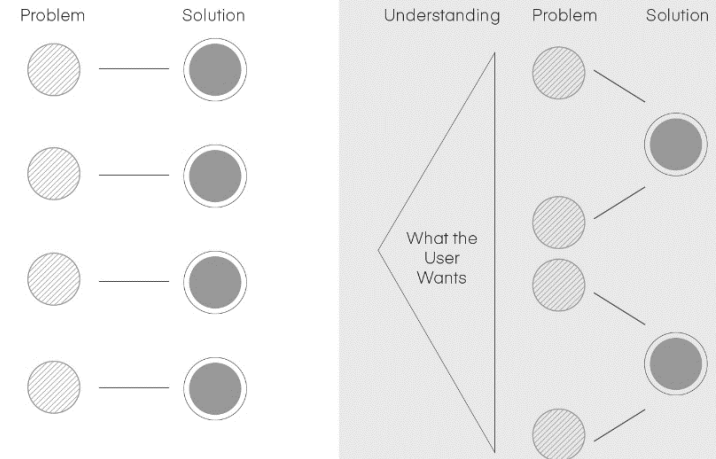 Problem
Solution
Understanding
Problem
Solution
What the
User
Wants